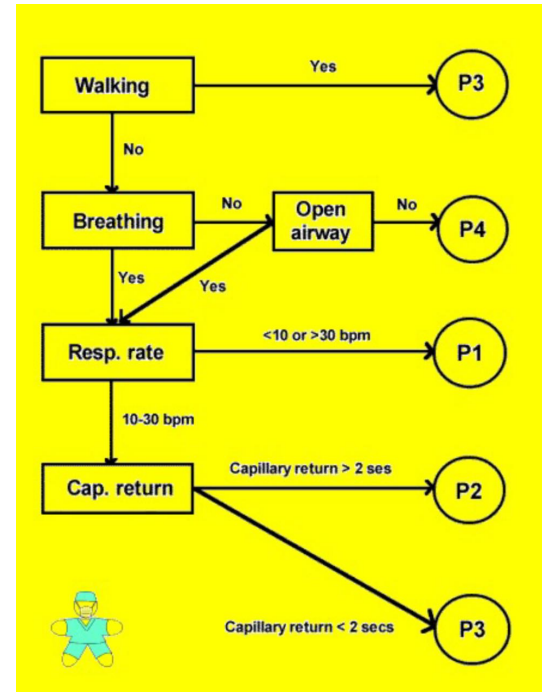 Walking
Yes
P3
No
Breathing
No
Open
airway
No
P4
Yes
Yes
Resp. rate
<10 or >30 bpm
P1
10-30 bpm
Cap. return
Capillary return > 2 ses
P2
Capillary return < 2 secs
P3